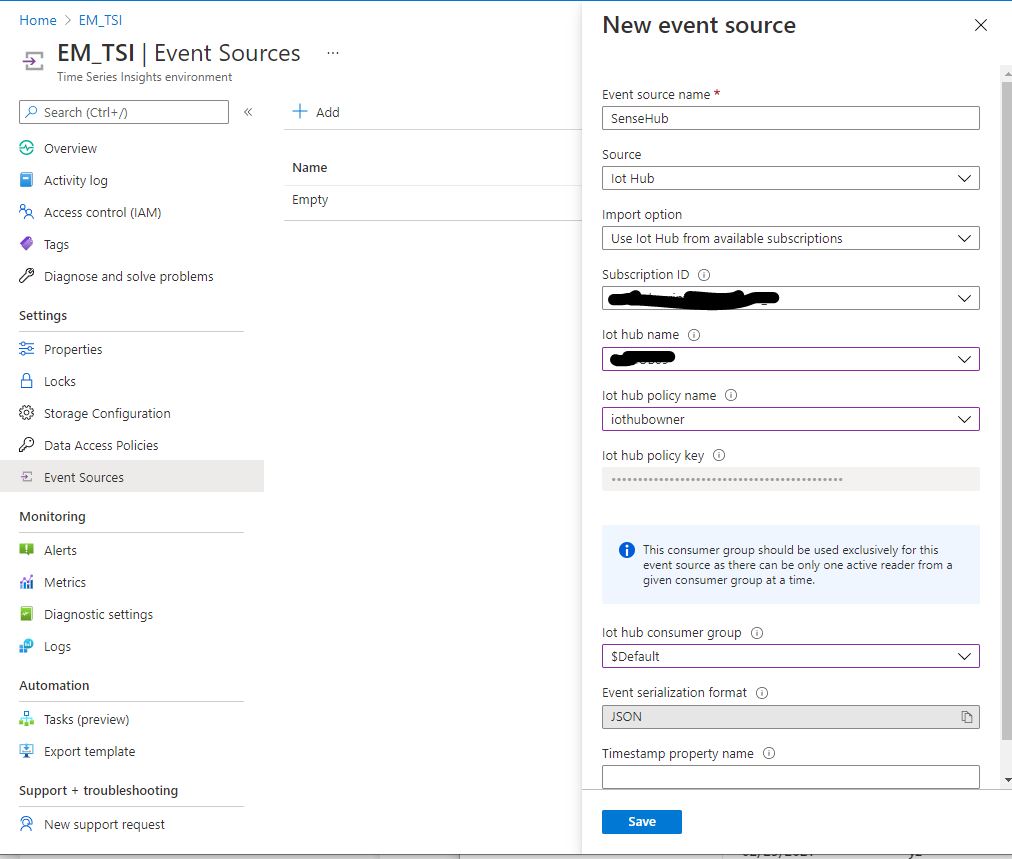 Home > EM_TSI
EM_TSI | Event Sources ...
Time Series Insights environment
Search (Ctrl+/)
«
Overview
Activity log
Access control (IAM)
Tags
Diagnose and solve problems
Settings
Properties
Locks
Storage Configuration
Data Access Policies
Event Sources
Monitoring
Alerts
Metrics
Diagnostic settings
Logs
Automation
Tasks (preview)
Export template
Support + troubleshooting
New support request
+ Add
Name
Empty
New event source
Event source name *
SenseHub
Source
Iot Hub
Import option
Use Iot Hub from available subscriptions
Subscription ID
Iot hub name
Iot hub policy name
iothubowner
Iot hub policy key
This consumer group should be used exclusively for this
event source as there can be only one active reader from a
given consumer group at a time.
Iot hub consumer group
$Default
Event serialization format
JSON
Timestamp property name
Save